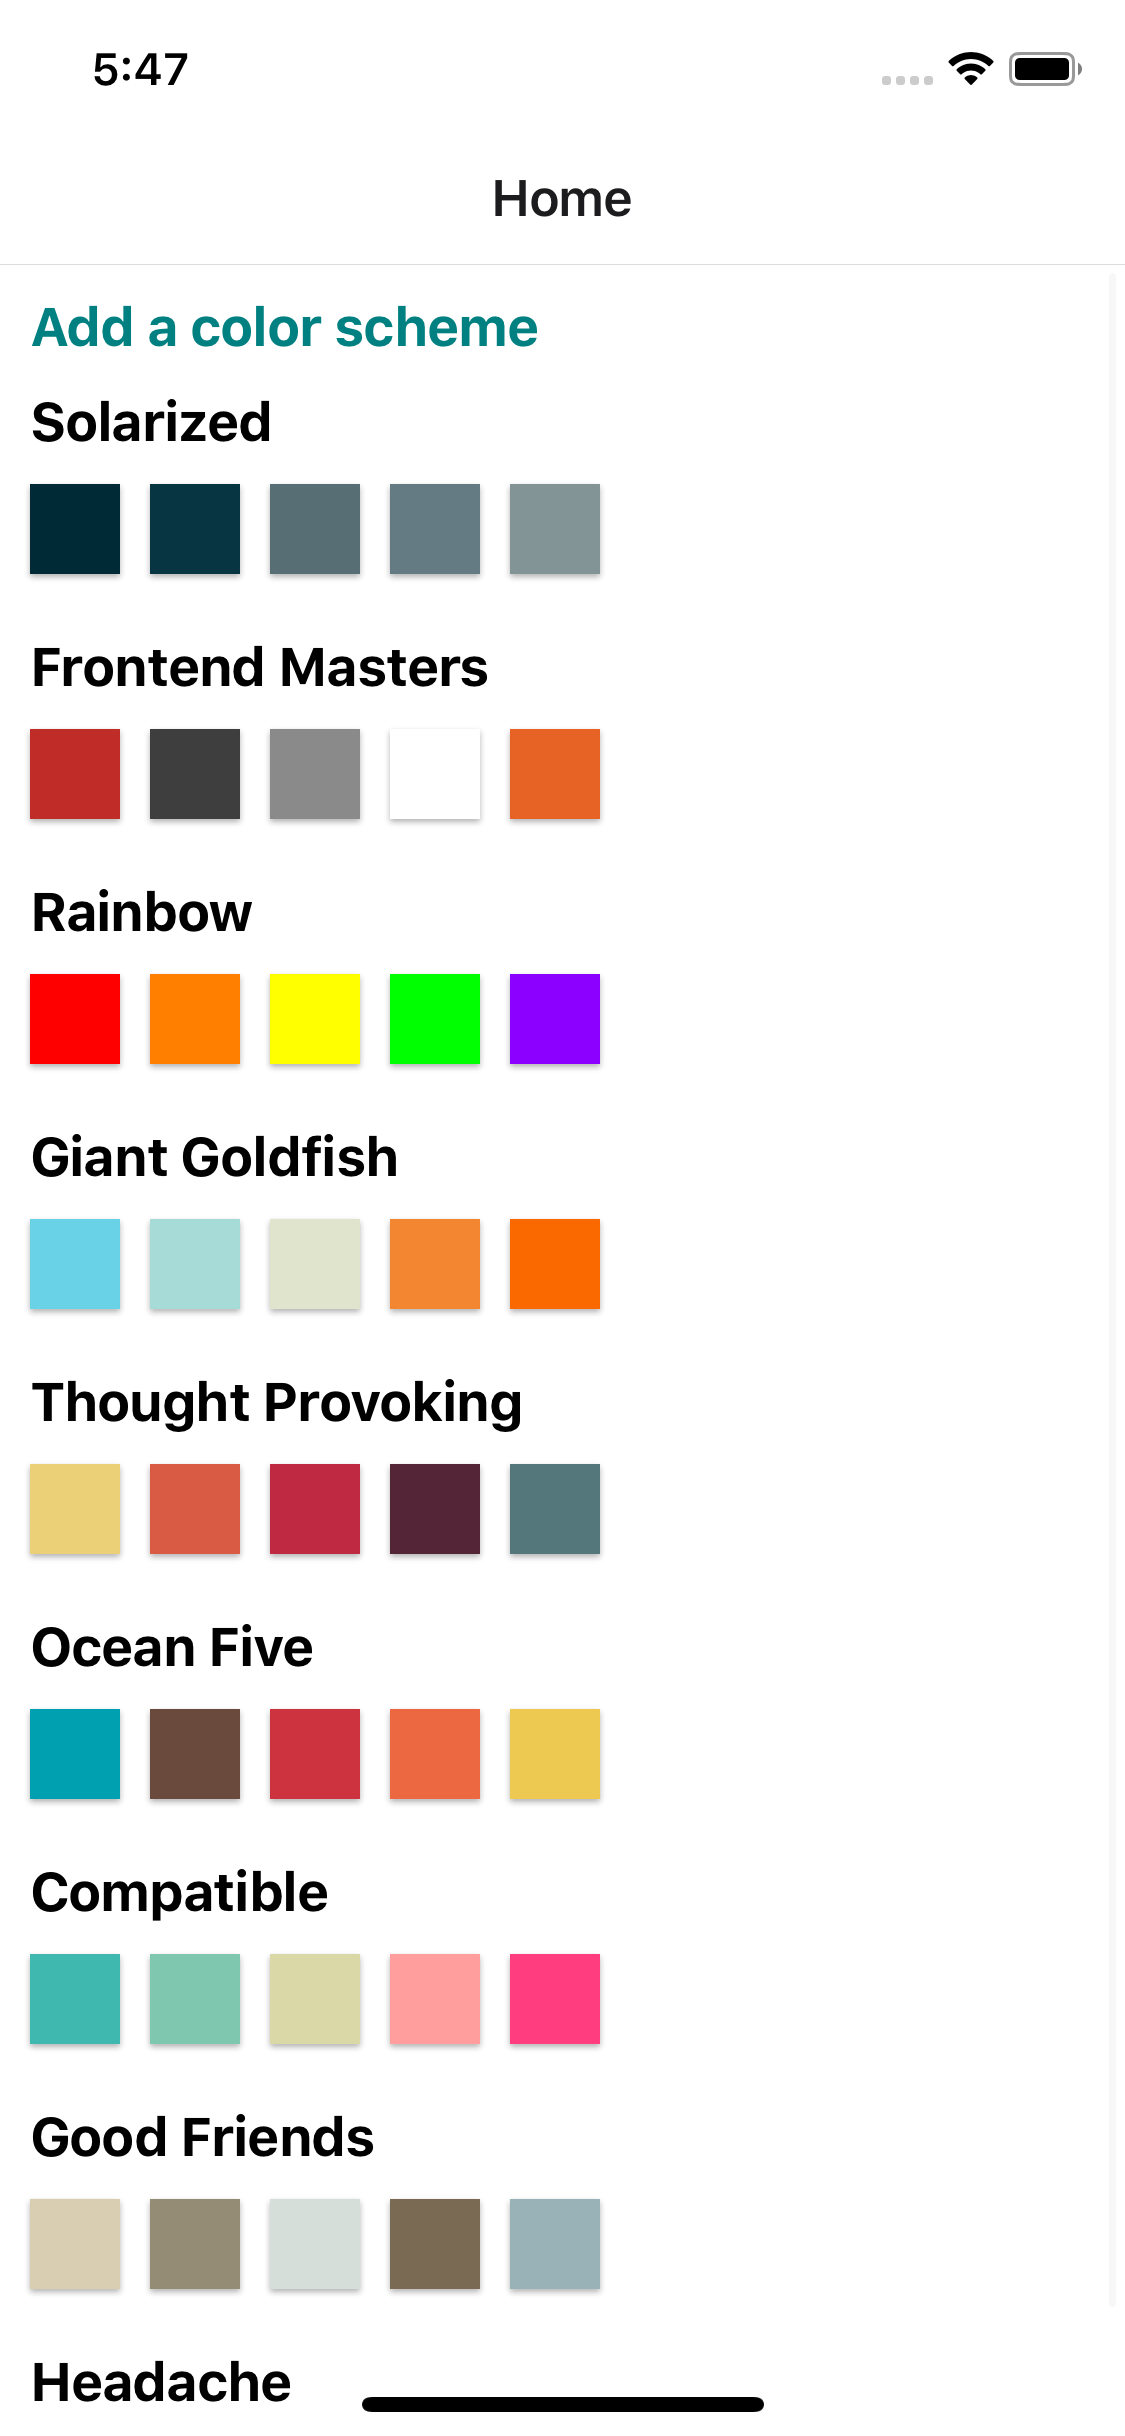 5:47
Home
Add a color scheme
Solarized
Frontend Masters
Rainbow
Giant Goldfish
Thought Provoking
Ocean Five
Compatible
Good Friends
Headache